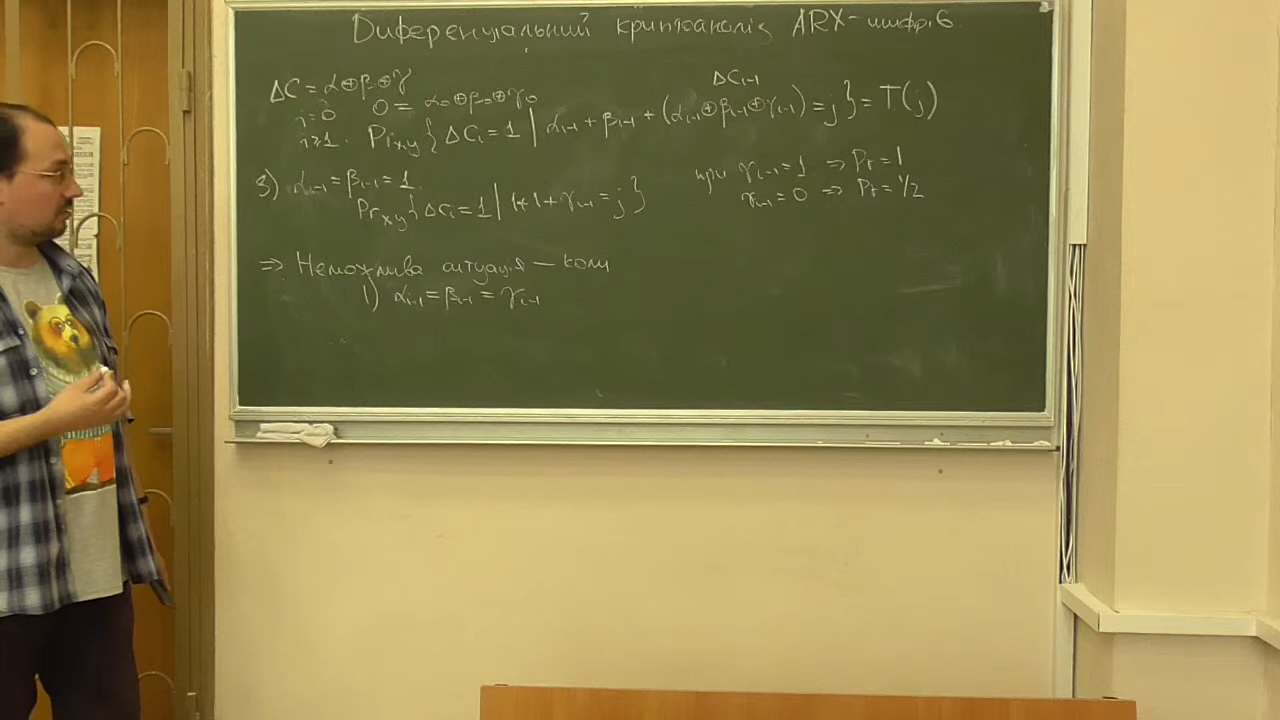 Диференціальний криптоаналіз ARX-шифрів.
ΔC = α⊕β⊕γ
i=0 0 = α₀⊕β₀⊕γ₀
ΔCᵢ₋₁
i≥1. Pr_{x,y} { ΔCᵢ = 1 | αᵢ₋₁ + βᵢ₋₁ + (αᵢ₋₁⊕βᵢ₋₁⊕γᵢ₋₁) = j } = T(j)
3) αᵢ₋₁ = βᵢ₋₁ = 1.
Pr_{x,y} { ΔCᵢ = 1 | 1+1+γᵢ₋₁ = j }
при γᵢ₋₁ = 1. ⇒ Pr = 1
γᵢ₋₁ = 0 ⇒ Pr = 1/2
⇒ Неможлива ситуація — коли
1) αᵢ₋₁ = βᵢ₋₁ = γᵢ₋₁